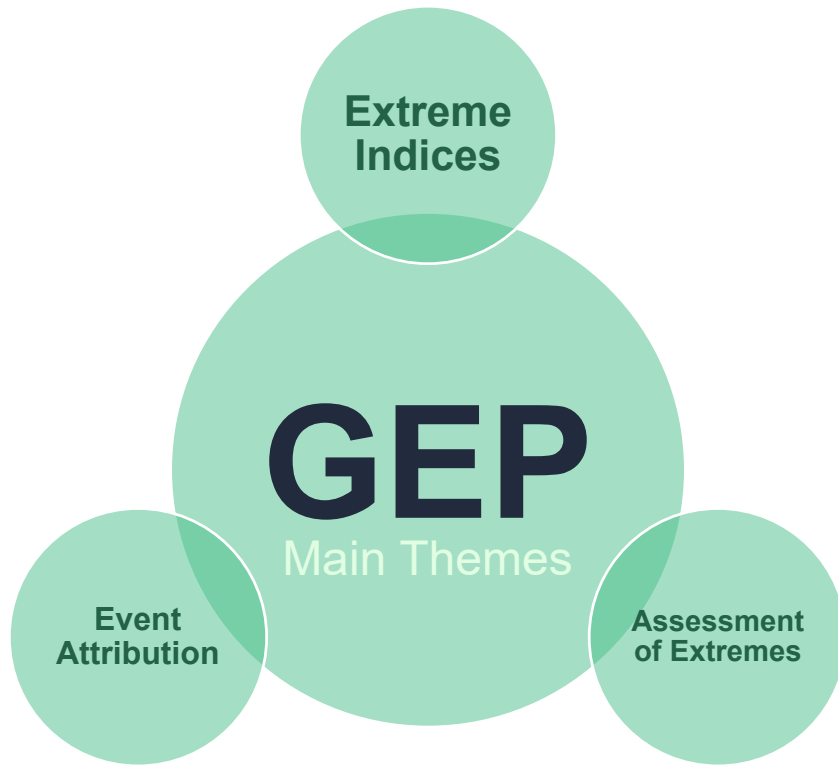 Extreme
Indices
GEP
Main Themes
Event
Attribution
Assessment
of Extremes